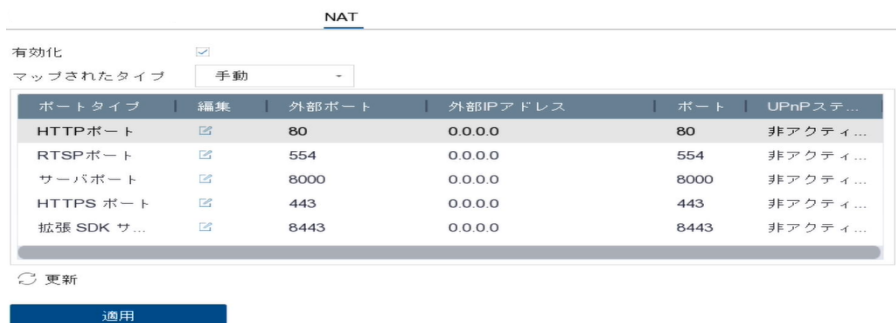 NAT
有効化
マップされたタイプ 手動
ポートタイプ 編集 外部ポート 外部IPアドレス ポート UPnPステ...
HTTPポート 80 0.0.0.0 80 非アクティ...
RTSPポート 554 0.0.0.0 554 非アクティ...
サーバポート 8000 0.0.0.0 8000 非アクティ...
HTTPS ポート 443 0.0.0.0 443 非アクティ...
拡張 SDK サ... 8443 0.0.0.0 8443 非アクティ...
更新
適用